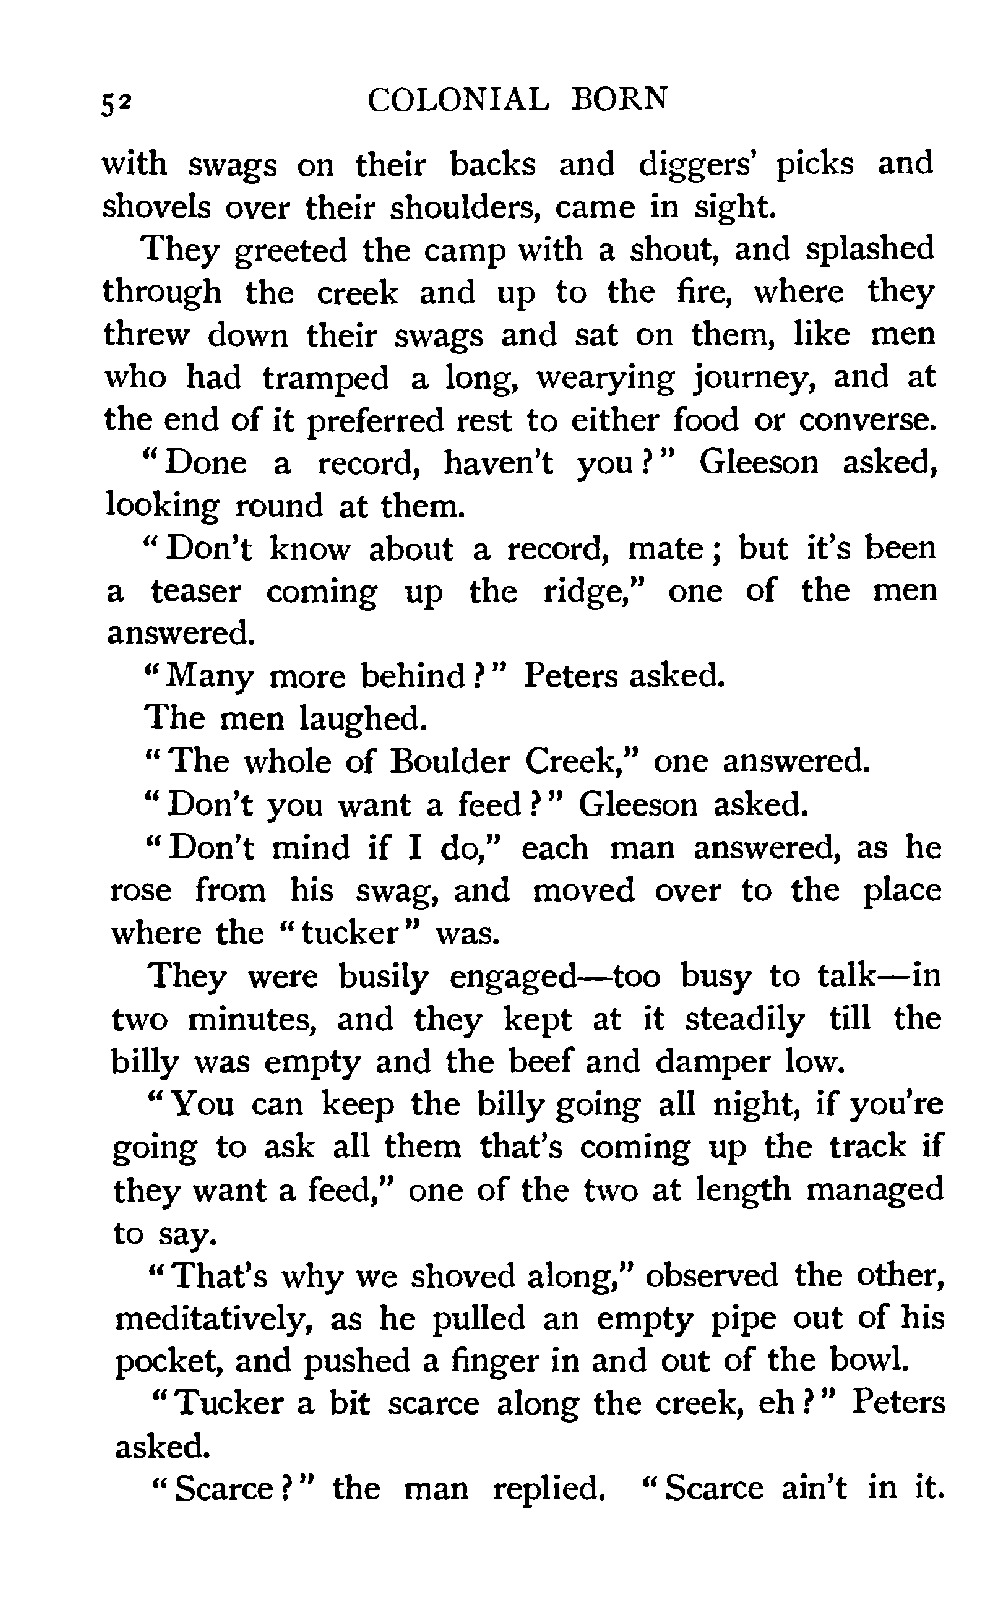 52 COLONIAL BORN
with swags on their backs and diggers' picks and
shovels over their shoulders, came in sight.
They greeted the camp with a shout, and splashed
through the creek and up to the fire, where they
threw down their swags and sat on them, like men
who had tramped a long, wearying journey, and at
the end of it preferred rest to either food or converse.
"Done a record, haven't you?" Gleeson asked,
looking round at them.
"Don't know about a record, mate; but it's been
a teaser coming up the ridge," one of the men
answered.
"Many more behind?" Peters asked.
The men laughed.
"The whole of Boulder Creek," one answered.
"Don't you want a feed?" Gleeson asked.
"Don't mind if I do," each man answered, as he
rose from his swag, and moved over to the place
where the "tucker" was.
They were busily engaged—too busy to talk—in
two minutes, and they kept at it steadily till the
billy was empty and the beef and damper low.
"You can keep the billy going all night, if you're
going to ask all them that's coming up the track if
they want a feed," one of the two at length managed
to say.
"That's why we shoved along," observed the other,
meditatively, as he pulled an empty pipe out of his
pocket, and pushed a finger in and out of the bowl.
"Tucker a bit scarce along the creek, eh?" Peters
asked.
"Scarce?" the man replied. "Scarce ain't in it.